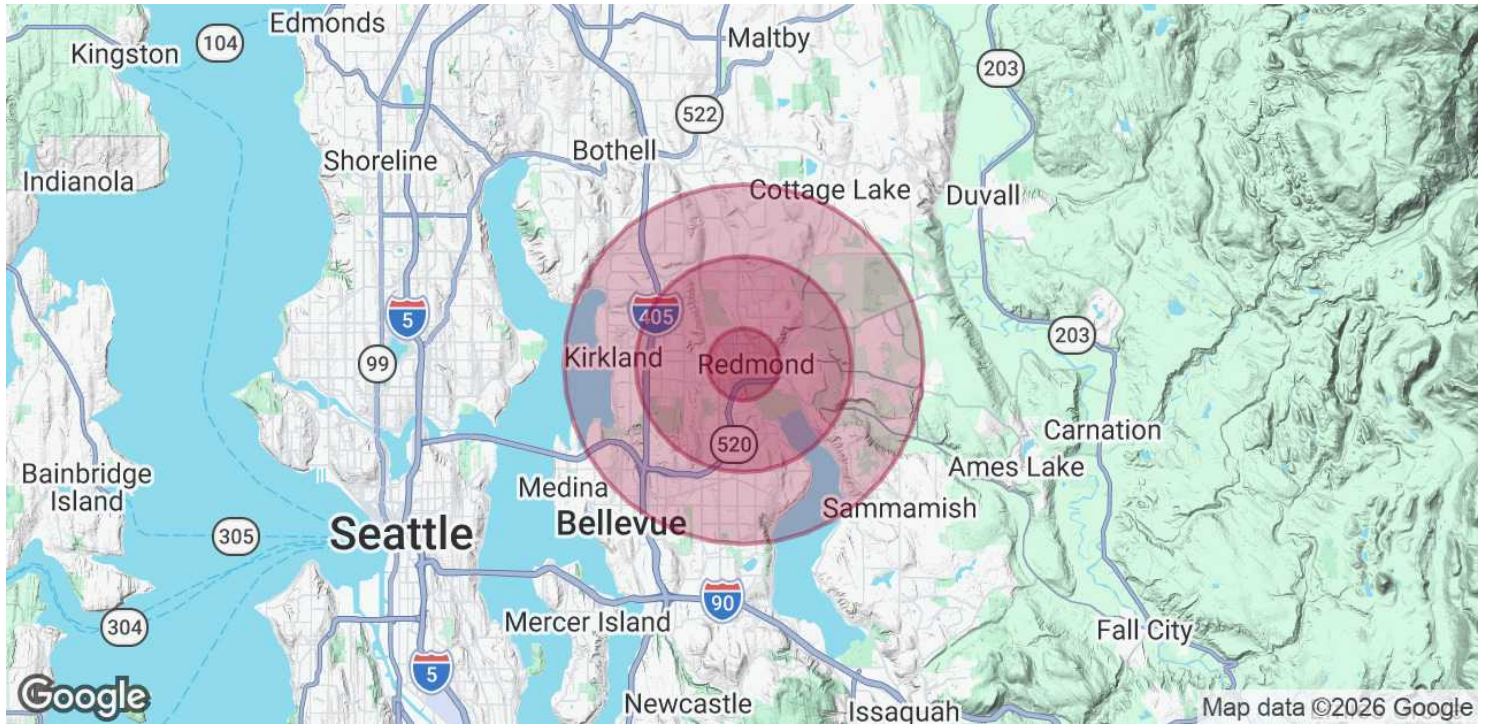 Edmonds
104
Kingston
Maltby
203
522
Shoreline
Bothell
Indianola
Cottage Lake
Duvall
5
405
203
99
Kirkland
Redmond
Carnation
520
Ames Lake
Bainbridge
Island
Medina
Sammamish
Bellevue
Seattle
305
90
Mercer Island
304
Fall City
5
Newcastle
Issaquah
Google
Map data ©2026 Google